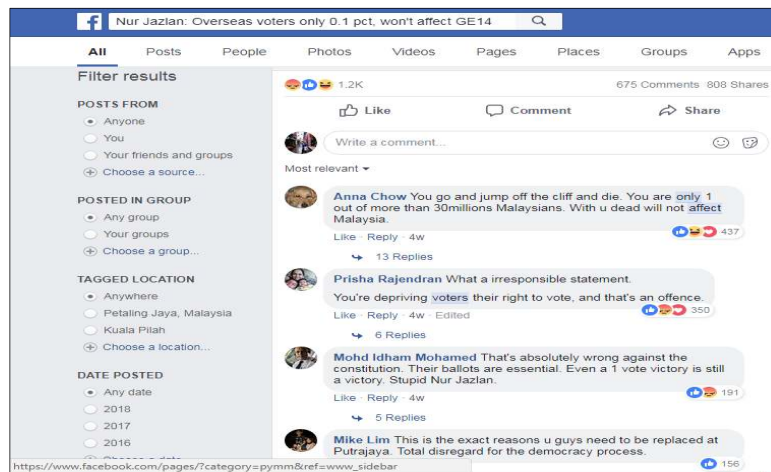 f Nur Jazlan: Overseas voters only 0.1 pct, won't affect GE14
All Posts People Photos Videos Pages Places Groups Apps
Filter results
POSTS FROM
Anyone
You
Your friends and groups
Choose a source...
POSTED IN GROUP
Any group
Your groups
Choose a group...
TAGGED LOCATION
Anywhere
Petaling Jaya, Malaysia
Kuala Pilah
Choose a location...
DATE POSTED
Any date
2018
2017
2016
https://www.facebook.com/pages/?category=pymm&ref=www_sidebar
1.2K 675 Comments 808 Shares
Like Comment Share
Write a comment...
Most relevant
Anna Chow You go and jump off the cliff and die. You are only 1
out of more than 30millions Malaysians. With u dead will not affect
Malaysia.
437
Like · Reply · 4w
13 Replies
Prisha Rajendran What a irresponsible statement.
You're depriving voters their right to vote, and that's an offence.
350
Like · Reply · 4w · Edited
6 Replies
Mohd Idham Mohamed That's absolutely wrong against the
constitution. Their ballots are essential. Even a 1 vote victory is still
a victory. Stupid Nur Jazlan.
191
Like · Reply · 4w
5 Replies
Mike Lim This is the exact reasons u guys need to be replaced at
Putrajaya. Total disregard for the democracy process.
156